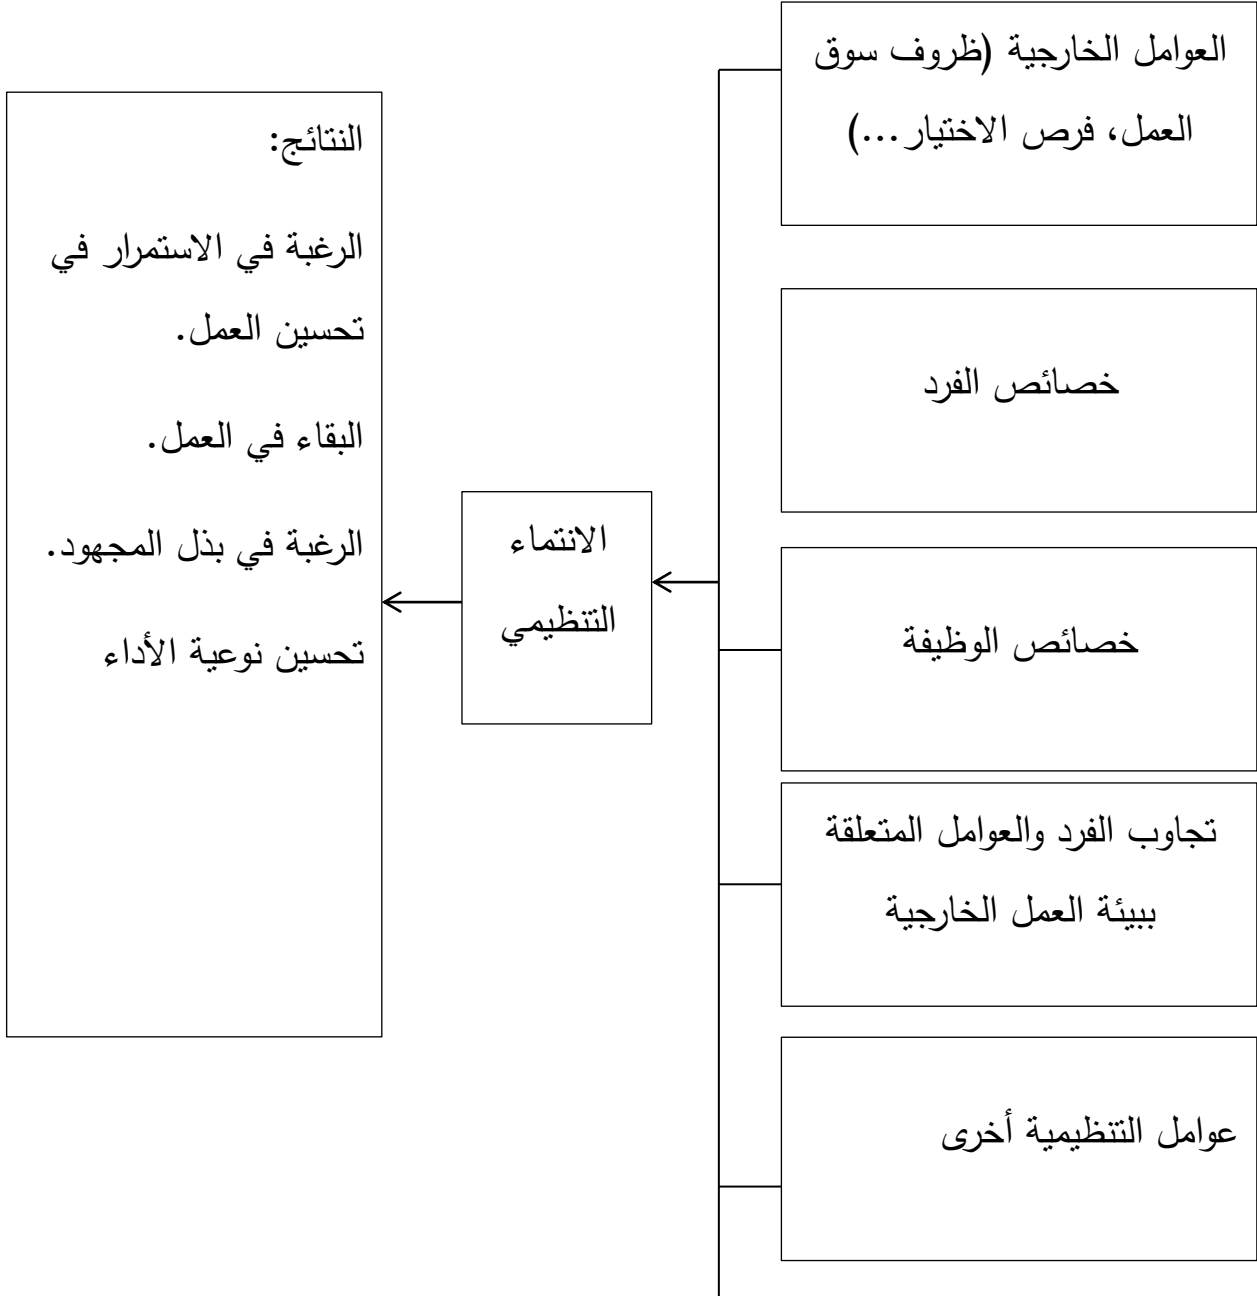 العوامل الخارجية (ظروف سوق
العمل، فرص الاختيار ...)
خصائص الفرد
خصائص الوظيفة
تجاوب الفرد والعوامل المتعلقة
ببيئة العمل الخارجية
عوامل التنظيمية أخرى
الانتماء
التنظيمي
النتائج:
الرغبة في الاستمرار في
تحسين العمل.
البقاء في العمل.
الرغبة في بذل المجهود.
تحسين نوعية الأداء